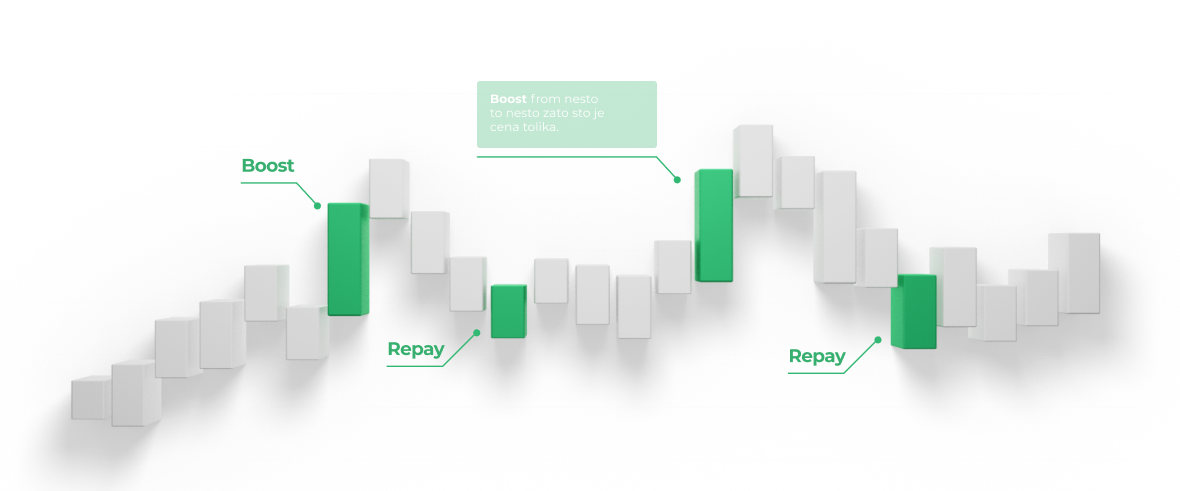 Boost from nesto
to nesto zato sto je
cena tolika.
Boost
Repay
Repay